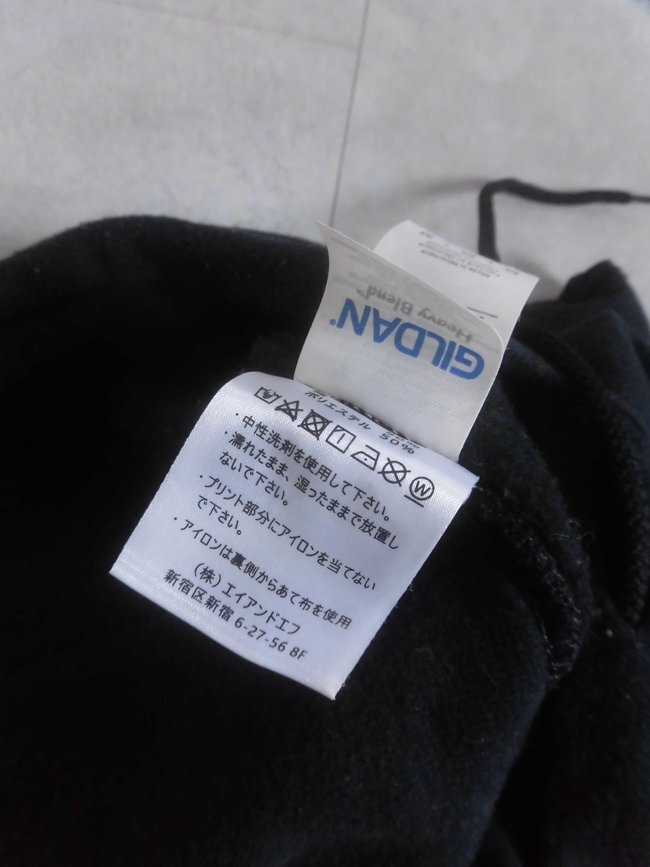 GILDAN
Heavy Blend™
ポリエステル 50%
・中性洗剤を使用して下さい。
・濡れたまま、湿ったままで放置し
ないで下さい。
・プリント部分にアイロンを当てない
で下さい。
・アイロンは裏側からあて布を使用
(株)エイアンドエフ
新宿区新宿 6-27-56 8F